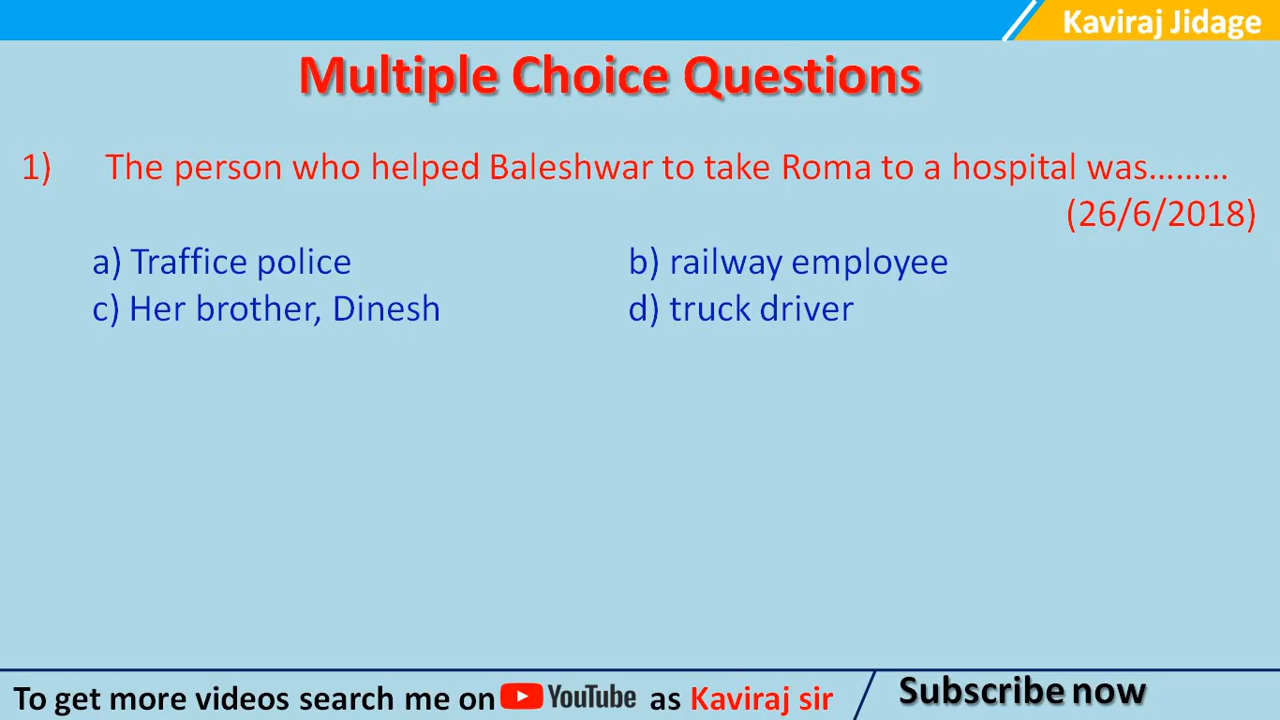 Kaviraj Jidage
Multiple Choice Questions
1) The person who helped Baleshwar to take Roma to a hospital was………
(26/6/2018)
a) Traffice police b) railway employee
c) Her brother, Dinesh d) truck driver
To get more videos search me on YouTube as Kaviraj sir Subscribe now